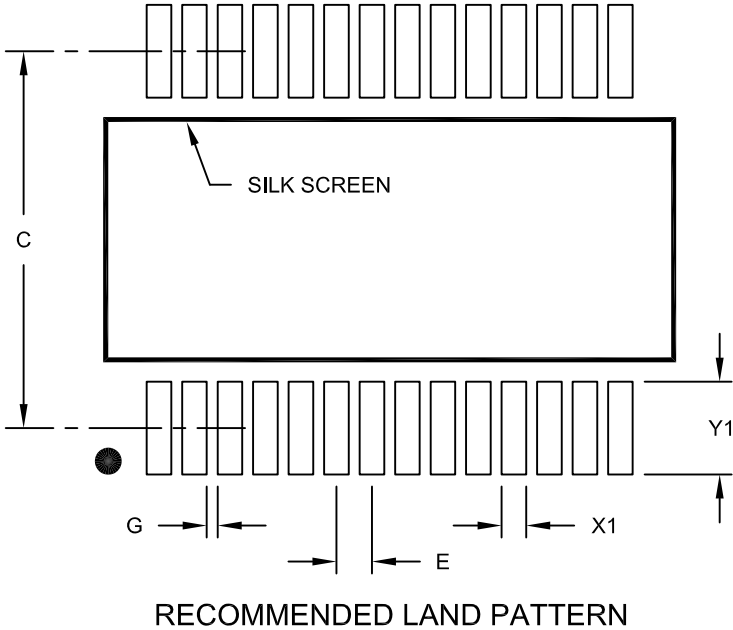 SILK SCREEN
C
Y1
G
X1
E
RECOMMENDED LAND PATTERN